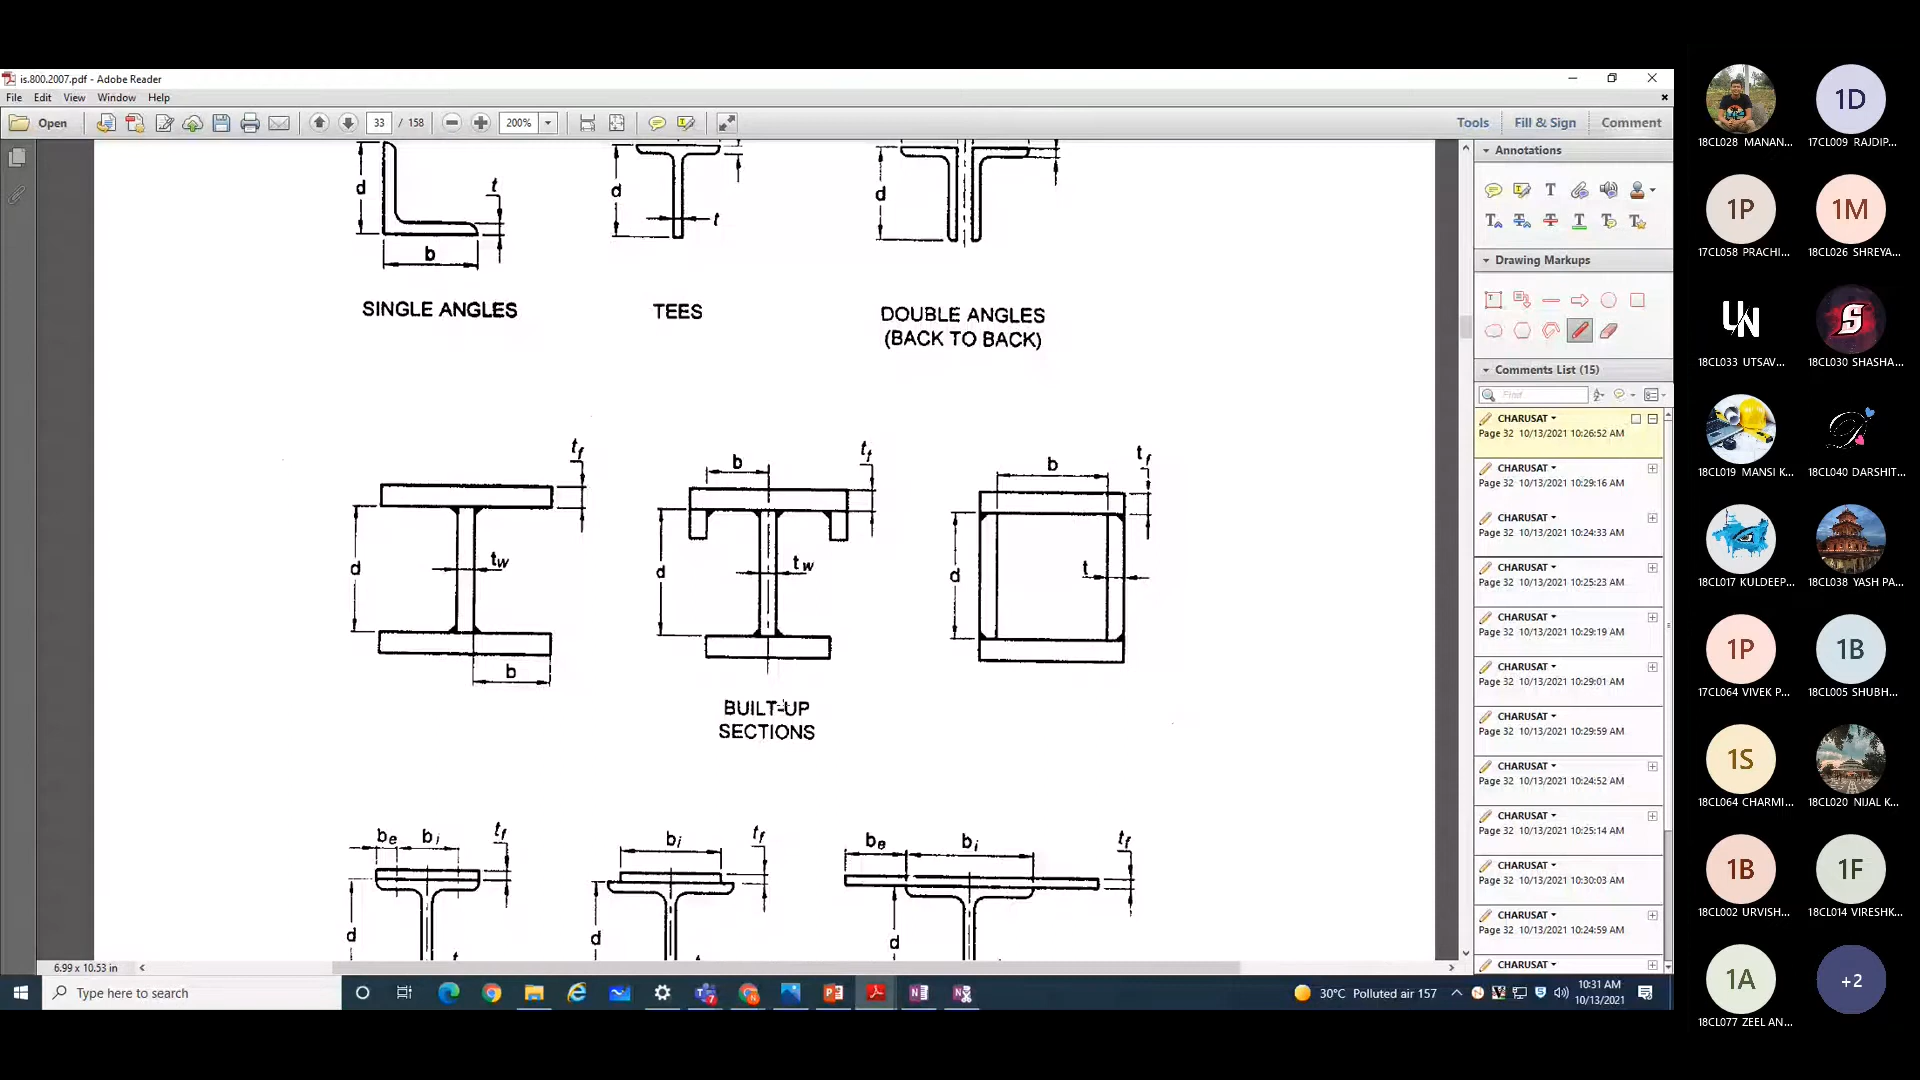 is.800.2007.pdf - Adobe Reader
File Edit View Window Help
Open 33 / 158 200% Tools Fill & Sign Comment
d t b
SINGLE ANGLES
d t
TEES
d
DOUBLE ANGLES
(BACK TO BACK)
tf d tw b
b tf d tw
b tf d t
BUILT-UP
SECTIONS
be bi tf d t
bi tf d
be bi tf d
6.99 x 10.53 in
Annotations
Drawing Markups
Comments List (15)
Find
CHARUSAT
Page 32 10/13/2021 10:26:52 AM
CHARUSAT
Page 32 10/13/2021 10:29:16 AM
CHARUSAT
Page 32 10/13/2021 10:24:33 AM
CHARUSAT
Page 32 10/13/2021 10:25:23 AM
CHARUSAT
Page 32 10/13/2021 10:29:19 AM
CHARUSAT
Page 32 10/13/2021 10:29:01 AM
CHARUSAT
Page 32 10/13/2021 10:29:59 AM
CHARUSAT
Page 32 10/13/2021 10:24:52 AM
CHARUSAT
Page 32 10/13/2021 10:25:14 AM
CHARUSAT
Page 32 10/13/2021 10:30:03 AM
CHARUSAT
Page 32 10/13/2021 10:24:59 AM
CHARUSAT
Type here to search
30°C Polluted air 157
10:31 AM
10/13/2021
1D
18CL028 MANAN... 17CL009 RAJDIP...
1P 1M
17CL058 PRACHI... 18CL026 SHREYA...
UN S
18CL033 UTSAV... 18CL030 SHASHA...
18CL019 MANSI K... 18CL040 DARSHIT...
18CL017 KULDEEP... 18CL038 YASH PA...
1P 1B
17CL064 VIVEK P... 18CL005 SHUBH...
1S
18CL064 CHARMI... 18CL020 NIJAL K...
1B 1F
18CL002 URVISH... 18CL014 VIRESHK...
1A +2
18CL077 ZEEL AN...